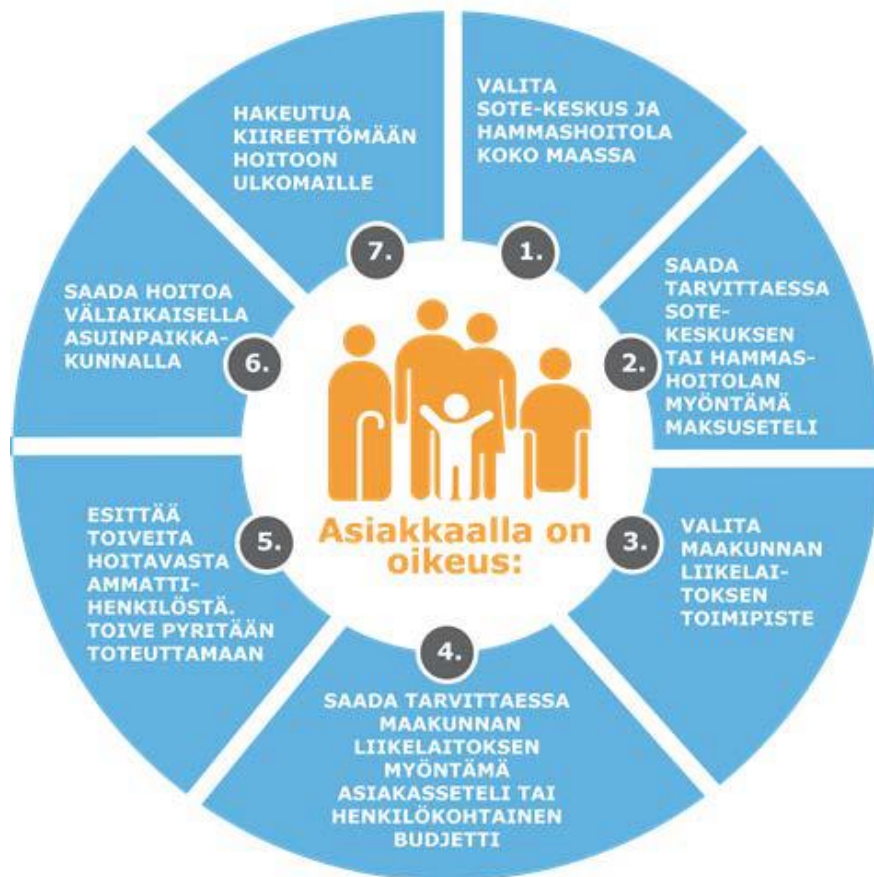 Asiakkaalla on
oikeus:
1.
VALITA
SOTE-KESKUS JA
HAMMASHOITOLA
KOKO MAASSA
2.
SAADA
TARVITTAESSA
SOTE-
KESKUKSEN
TAI HAMMAS-
HOITOLAN
MYÖNTÄMÄ
MAKSUSETELI
3.
VALITA
MAAKUNNAN
LIIKELAI-
TOKSEN
TOIMIPISTE
4.
SAADA TARVITTAESSA
MAAKUNNAN
LIIKELAITOKSEN
MYÖNTÄMÄ
ASIAKASSETELI TAI
HENKILÖKOHTAINEN
BUDJETTI
5.
ESITTÄÄ
TOIVEITA
HOITAVASTA
AMMATTI-
HENKILÖSTÄ.
TOIVE PYRITÄÄN
TOTEUTTAMAAN
6.
SAADA HOITOA
VÄLIAIKAISELLA
ASUINPAIKKA-
KUNNALLA
7.
HAKEUTUA
KIIREETTÖMÄÄN
HOITOON
ULKOMAILLE